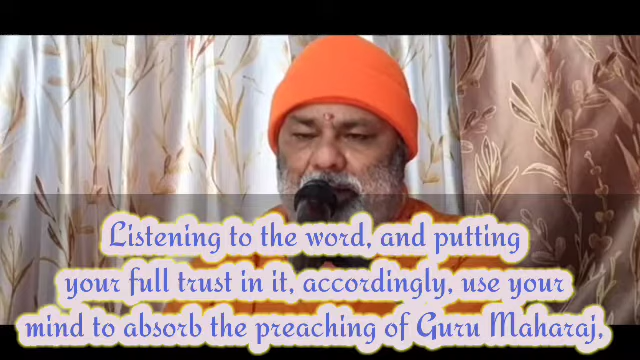 Listening to the word, and putting
your full trust in it, accordingly, use your
mind to absorb the preaching of Guru Maharaj,